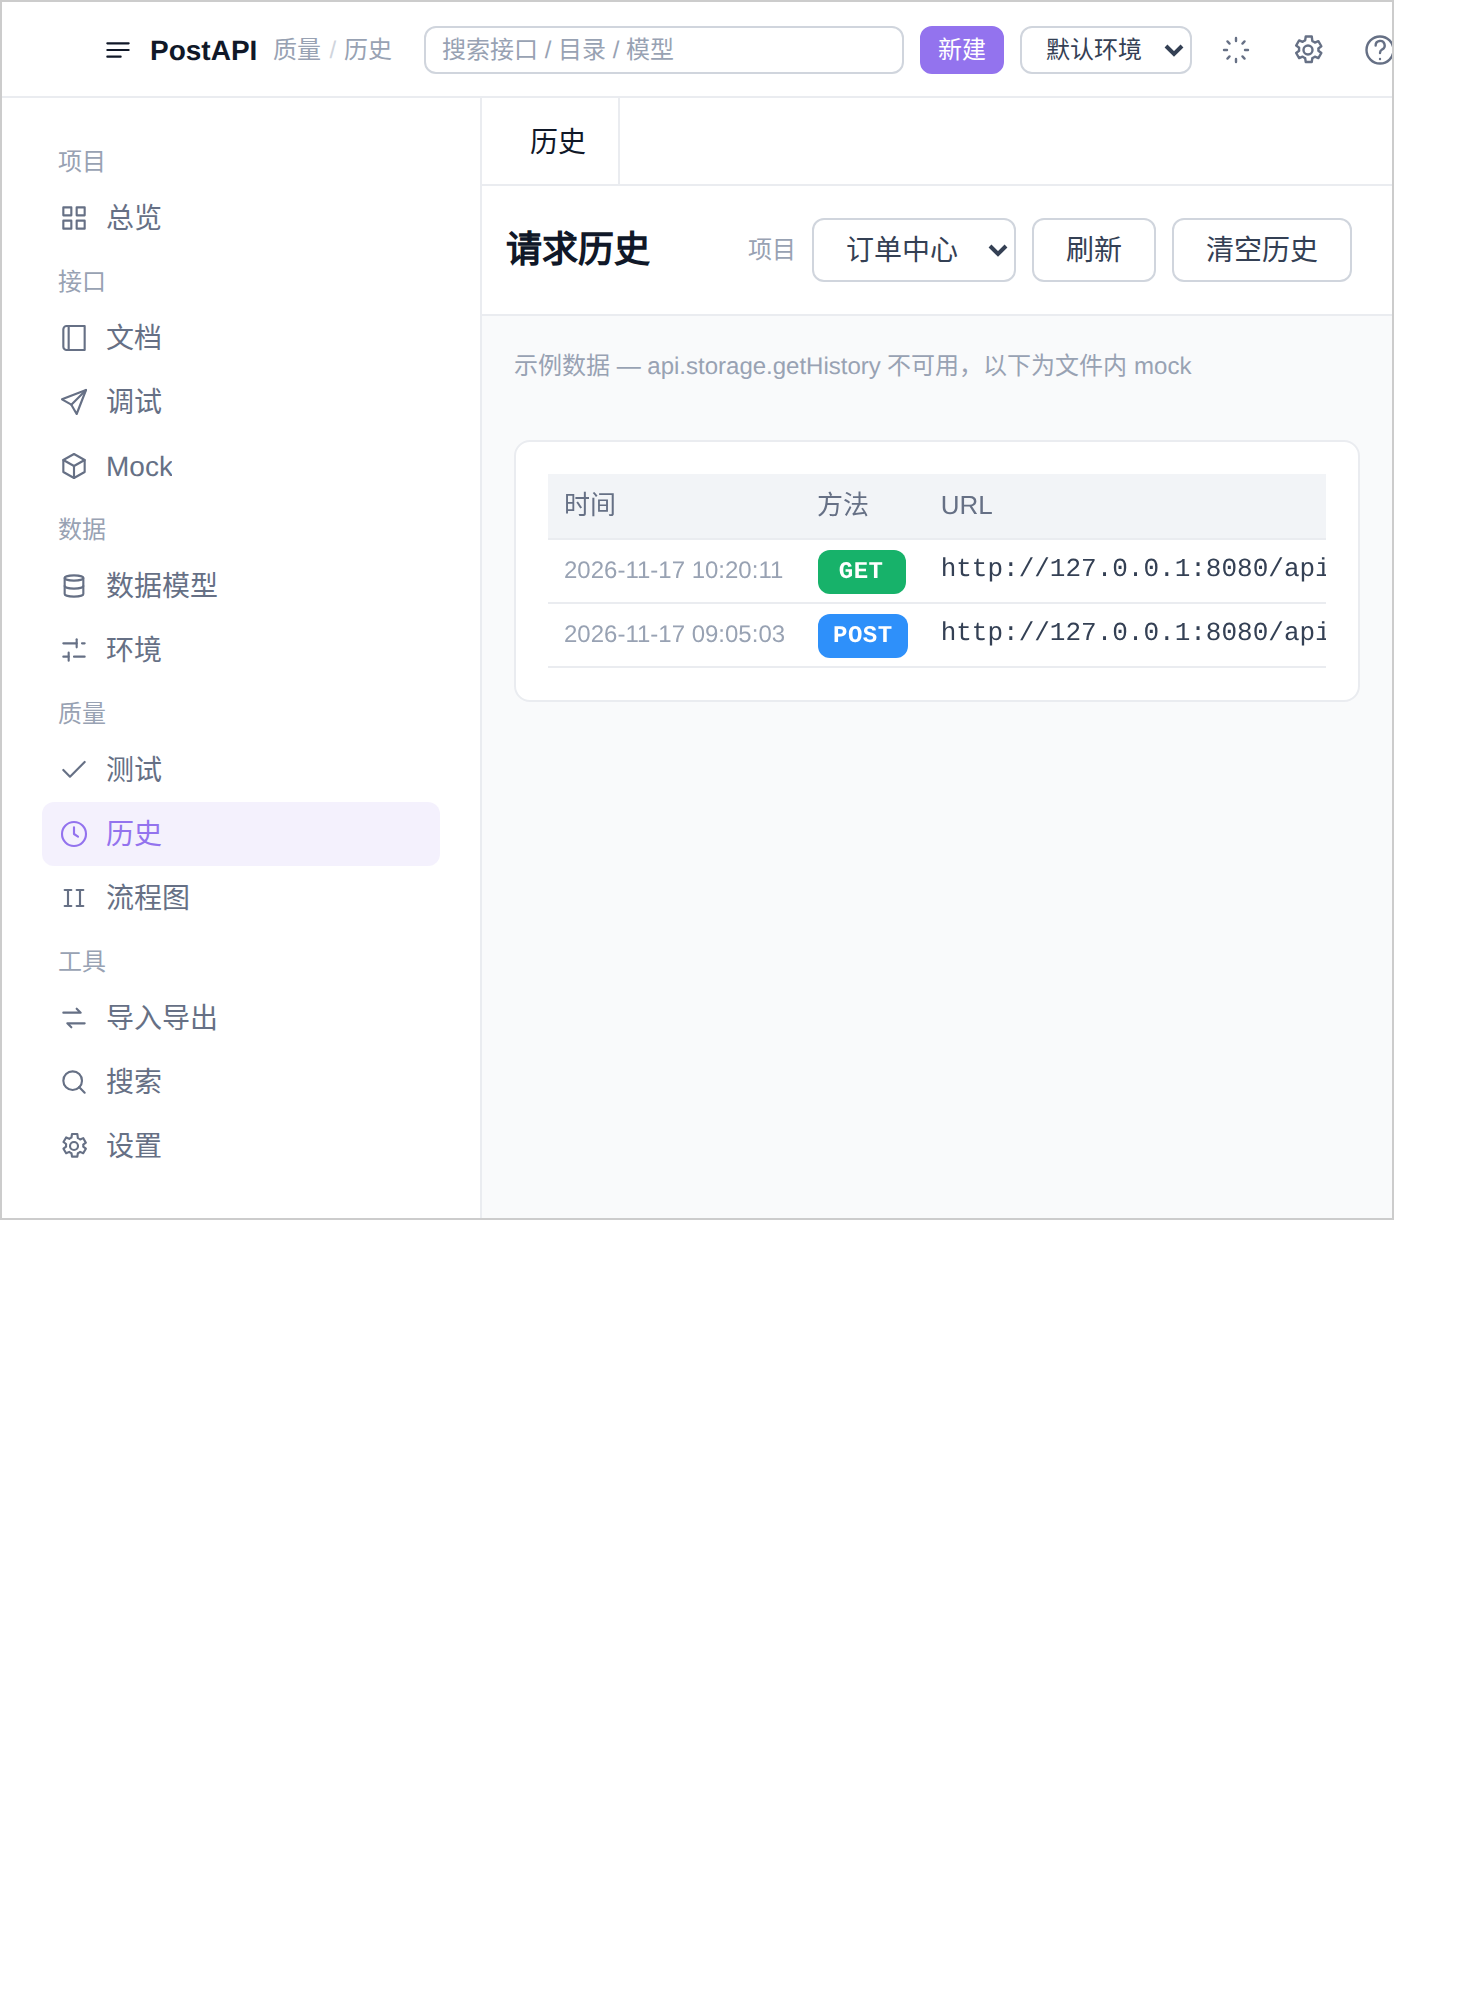 PostAPI 质量 / 历史 搜索接口 / 目录 / 模型 新建 默认环境
项目
总览
接口
文档
调试
Mock
数据
数据模型
环境
质量
测试
历史
流程图
工具
导入导出
搜索
设置
历史
请求历史 项目 订单中心 刷新 清空历史
示例数据 — api.storage.getHistory 不可用，以下为文件内 mock
时间 方法 URL
2026-11-17 10:20:11 GET http://127.0.0.1:8080/api
2026-11-17 09:05:03 POST http://127.0.0.1:8080/api